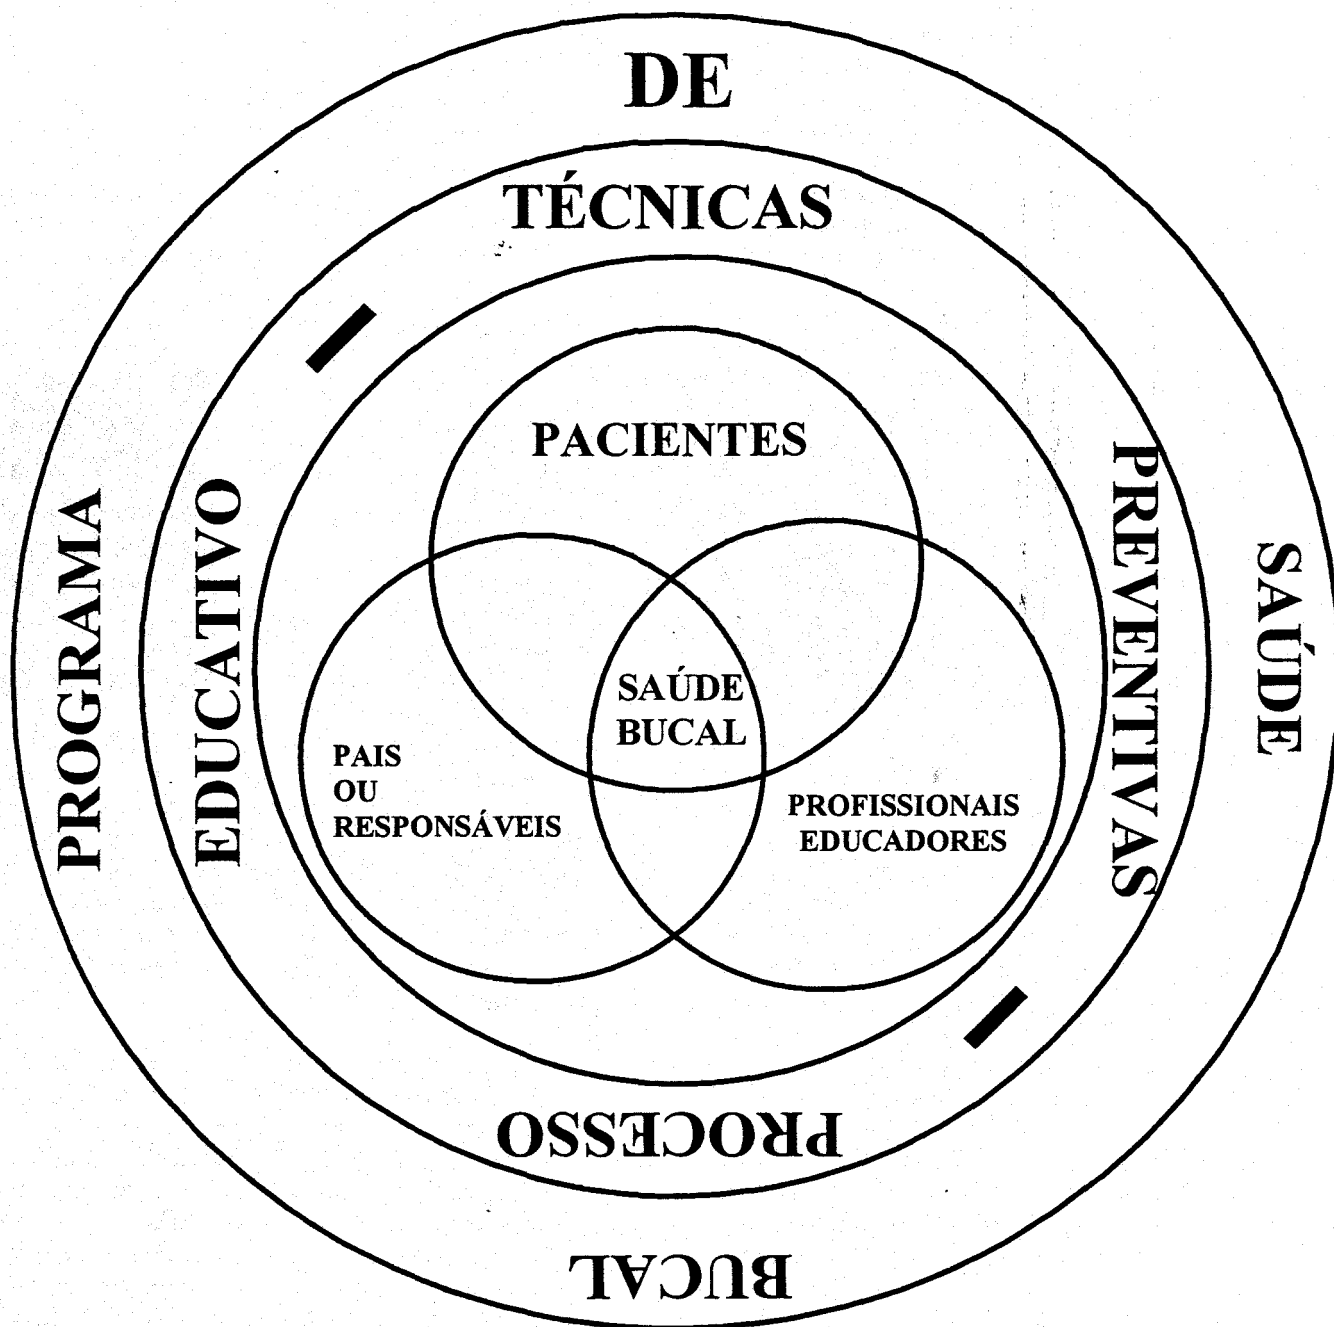 PROGRAMA
DE
SAÚDE
BUCAL
PROCESSO
EDUCATIVO
-
TÉCNICAS
PREVENTIVAS
-
PACIENTES
PAIS
OU
RESPONSÁVEIS
SAÚDE
BUCAL
PROFISSIONAIS
EDUCADORES